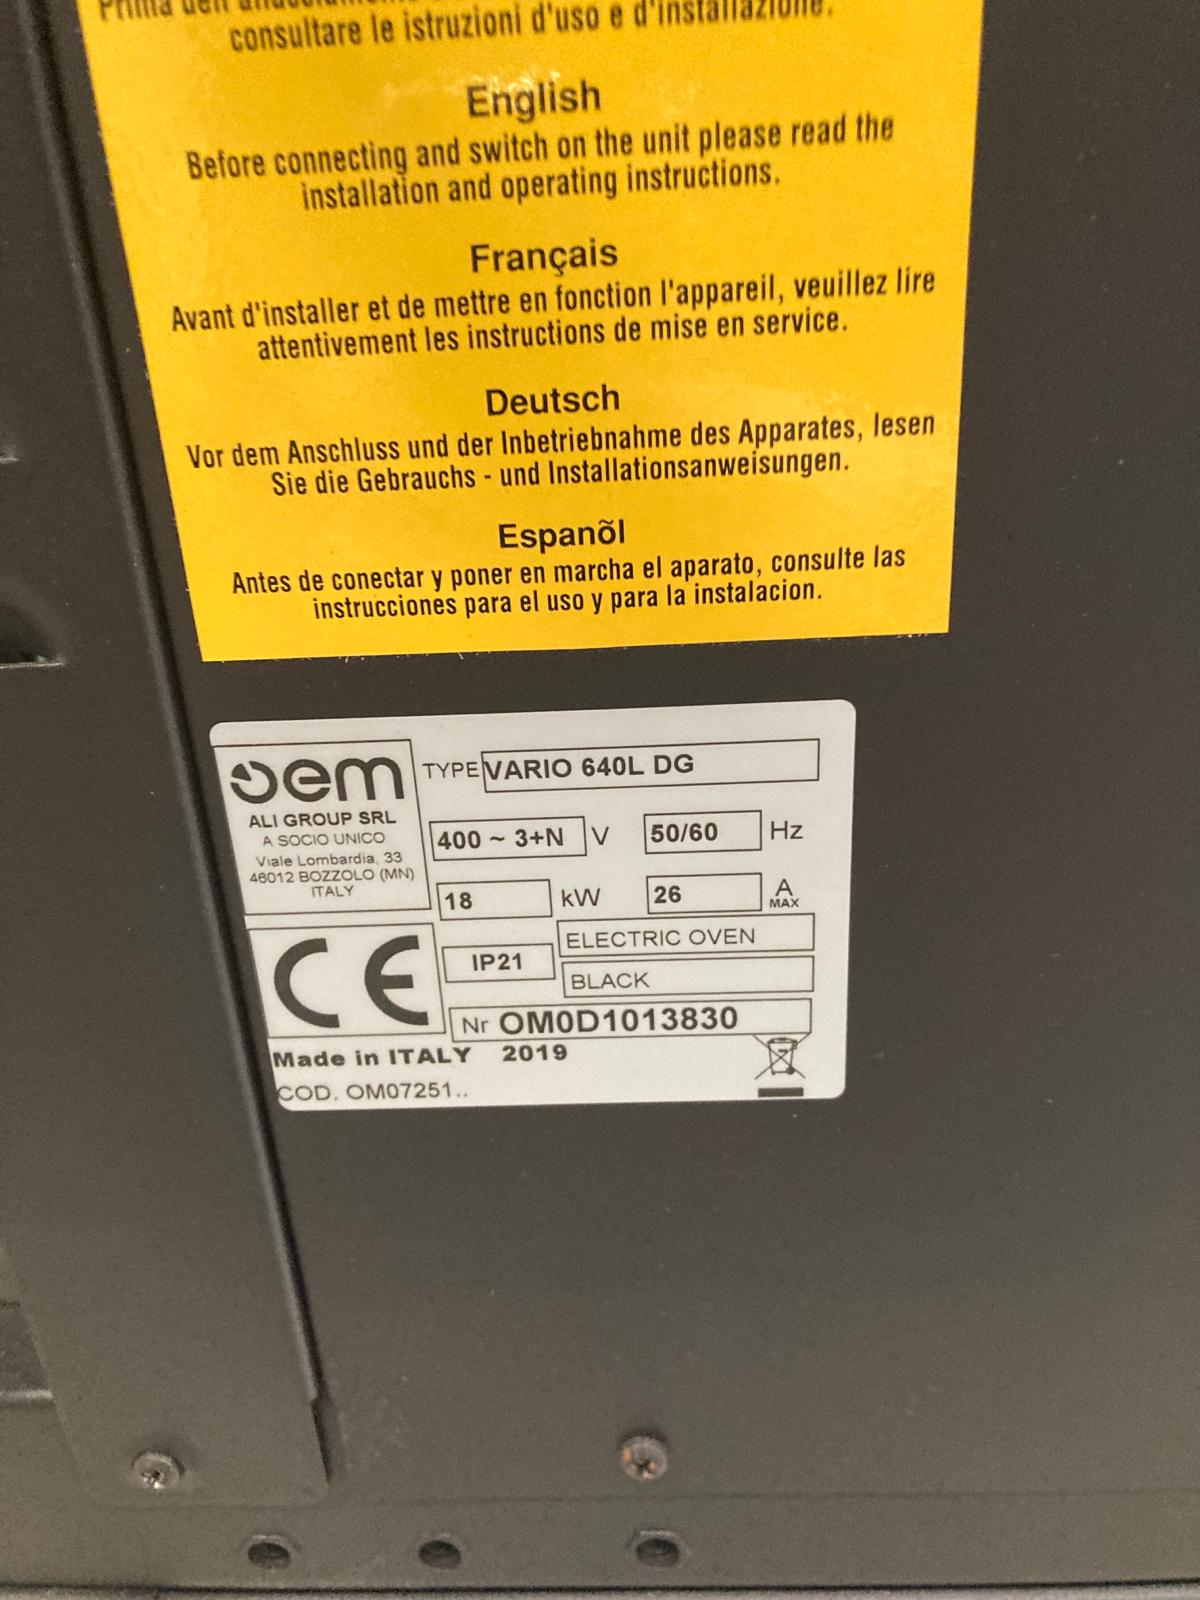 Prima dell'
consultare le istruzioni d'uso e d'installazione.
English
Before connecting and switch on the unit please read the
installation and operating instructions.
Français
Avant d'installer et de mettre en fonction l'appareil, veuillez lire
attentivement les instructions de mise en service.
Deutsch
Vor dem Anschluss und der Inbetriebnahme des Apparates, lesen
Sie die Gebrauchs - und Installationsanweisungen.
Espanõl
Antes de conectar y poner en marcha el aparato, consulte las
instrucciones para el uso y para la instalacion.
oem
ALI GROUP SRL
A SOCIO UNICO
Viale Lombardia, 33
46012 BOZZOLO (MN)
ITALY
TYPE VARIO 640L DG
400 ~ 3+N V 50/60 Hz
18 kW 26 A MAX
CE
IP21
ELECTRIC OVEN
BLACK
Nr OM0D1013830
Made in ITALY 2019
COD. OM07251..